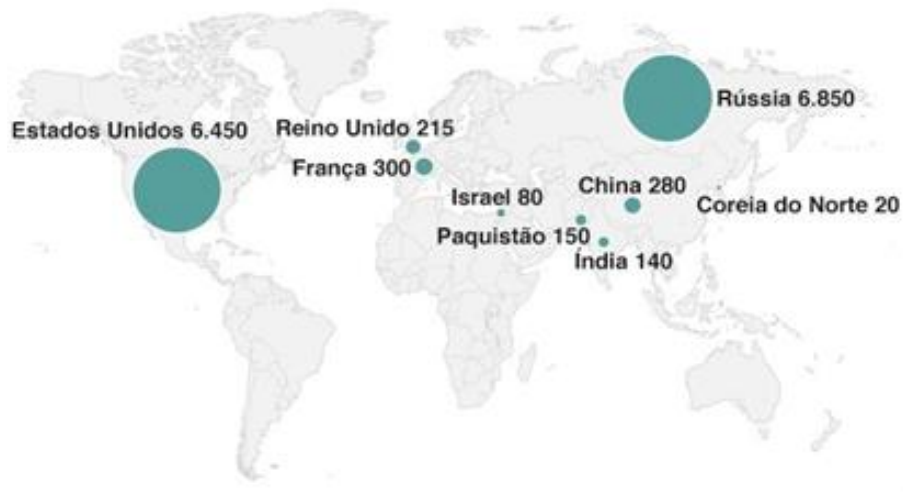 Rússia 6.850
Estados Unidos 6.450
Reino Unido 215
França 300
Israel 80
China 280
Coreia do Norte 20
Paquistão 150
Índia 140